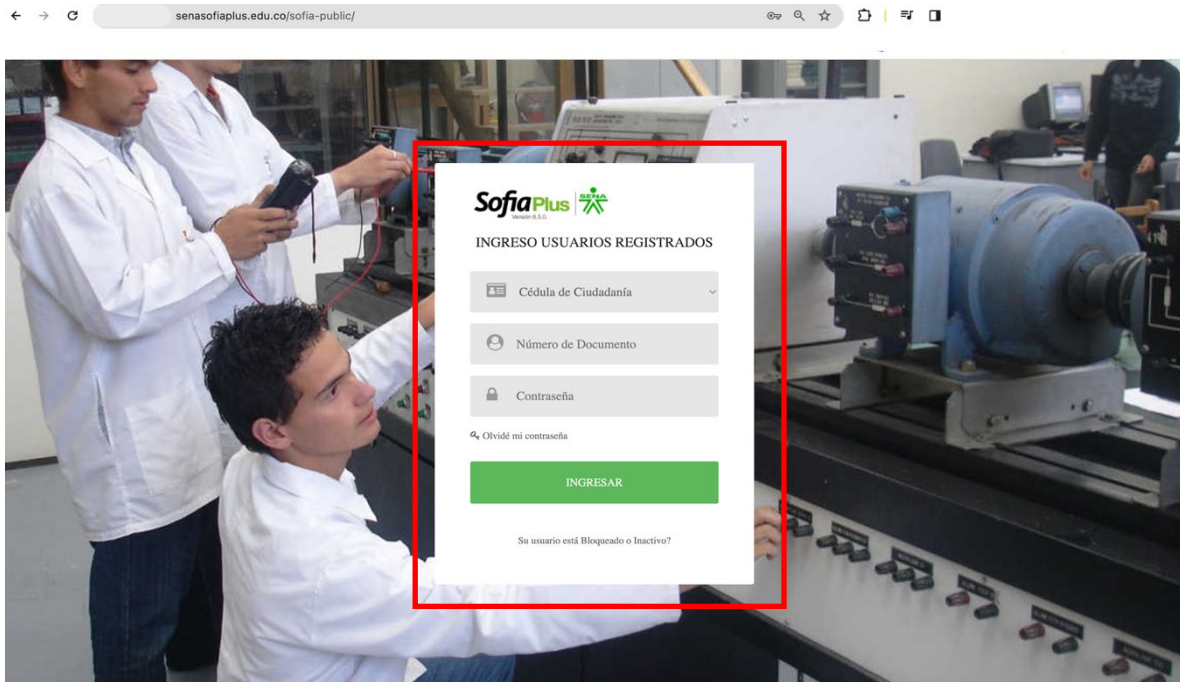 senasofiaplus.edu.co/sofia-public/
SofiaPlus SENA
Versión 8.5.0.
INGRESO USUARIOS REGISTRADOS
Cédula de Ciudadanía
Número de Documento
Contraseña
Olvidé mi contraseña
INGRESAR
Su usuario está Bloqueado o Inactivo?